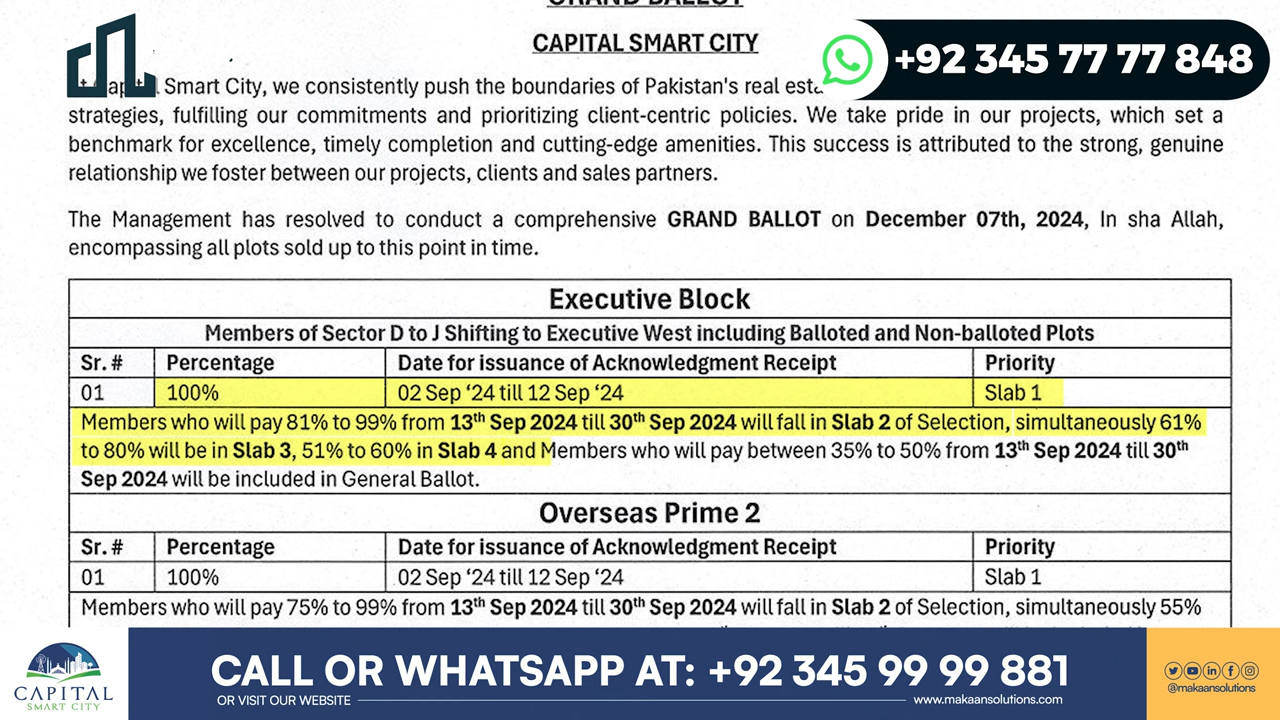 GRAND BALLOT
CAPITAL SMART CITY
+92 345 77 77 848
At Capital Smart City, we consistently push the boundaries of Pakistan's real
strategies, fulfilling our commitments and prioritizing client-centric policies. We take pride in our projects, which set a
benchmark for excellence, timely completion and cutting-edge amenities. This success is attributed to the strong, genuine
relationship we foster between our projects, clients and sales partners.
The Management has resolved to conduct a comprehensive GRAND BALLOT on December 07th, 2024, In sha Allah,
encompassing all plots sold up to this point in time.
Executive Block
Members of Sector D to J Shifting to Executive West including Balloted and Non-balloted Plots
Sr. # Percentage Date for issuance of Acknowledgment Receipt Priority
01 100% 02 Sep ‘24 till 12 Sep ‘24 Slab 1
Members who will pay 81% to 99% from 13th Sep 2024 till 30th Sep 2024 will fall in Slab 2 of Selection, simultaneously 61%
to 80% will be in Slab 3, 51% to 60% in Slab 4 and Members who will pay between 35% to 50% from 13th Sep 2024 till 30th
Sep 2024 will be included in General Ballot.
Overseas Prime 2
Sr. # Percentage Date for issuance of Acknowledgment Receipt Priority
01 100% 02 Sep ‘24 till 12 Sep ‘24 Slab 1
Members who will pay 75% to 99% from 13th Sep 2024 till 30th Sep 2024 will fall in Slab 2 of Selection, simultaneously 55%
CAPITAL
SMART CITY
CALL OR WHATSAPP AT: +92 345 99 99 881
OR VISIT OUR WEBSITE www.makaansolutions.com
@makaansolutions